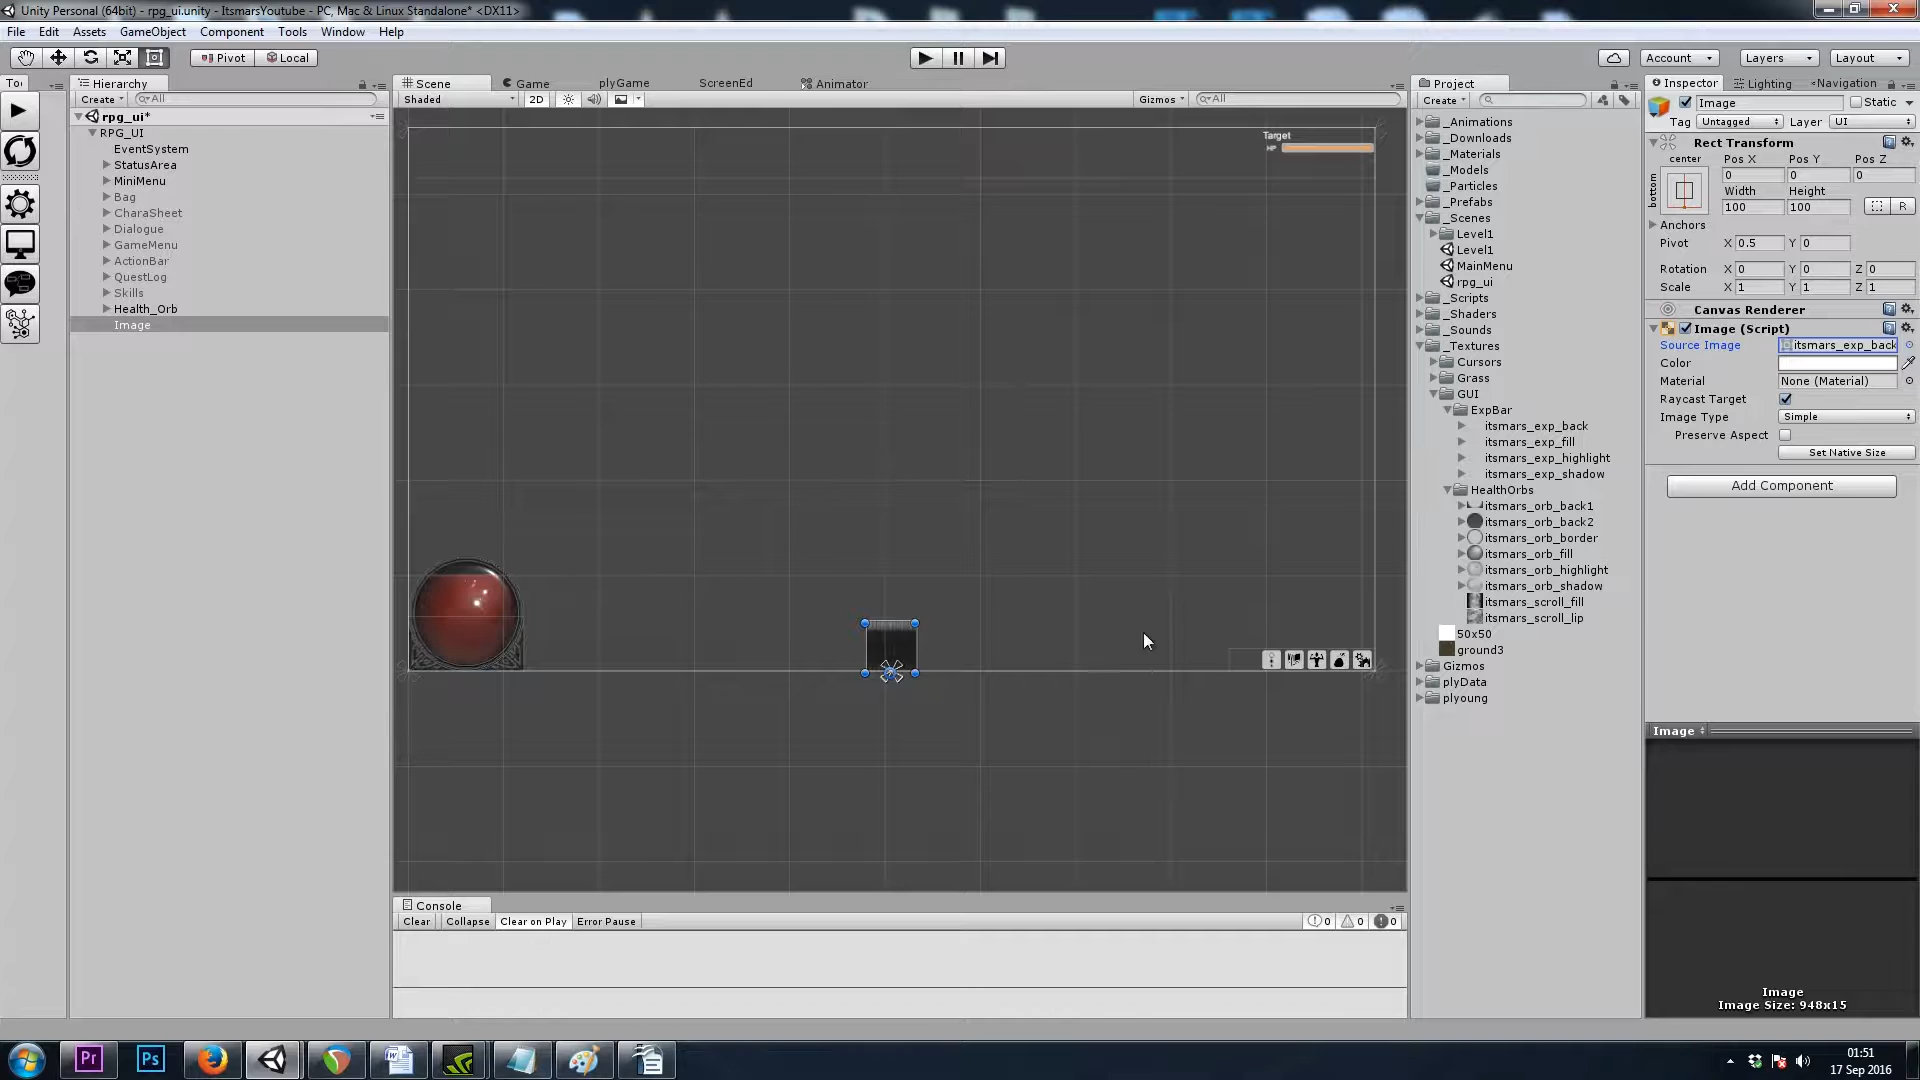 Unity Personal (64bit) - rpg_ui.unity - ItsmarsYoutube - PC, Mac & Linux Standalone* <DX11>
File Edit Assets GameObject Component Tools Window Help
Pivot Local Account Layers Layout
Hierarchy
Create All
rpg_ui*
RPG_UI
EventSystem
StatusArea
MiniMenu
Bag
CharaSheet
Dialogue
GameMenu
ActionBar
QuestLog
Skills
Health_Orb
Image
Scene Game plyGame ScreenEd Animator
Shaded 2D Gizmos All
Target
HP
Console
Clear Collapse Clear on Play Error Pause 0 0 0
Project
Create
_Animations
_Downloads
_Materials
_Models
_Particles
_Prefabs
_Scenes
Level1
Level1
MainMenu
rpg_ui
_Scripts
_Shaders
_Sounds
_Textures
Cursors
Grass
GUI
ExpBar
itsmars_exp_back
itsmars_exp_fill
itsmars_exp_highlight
itsmars_exp_shadow
HealthOrbs
itsmars_orb_back1
itsmars_orb_back2
itsmars_orb_border
itsmars_orb_fill
itsmars_orb_highlight
itsmars_orb_shadow
itsmars_scroll_fill
itsmars_scroll_lip
50x50
ground3
Gizmos
plyData
plyoung
Inspector Lighting Navigation
Image Static
Tag Untagged Layer UI
Rect Transform
center Pos X Pos Y Pos Z
bottom 0 0 0
Width Height
100 100 R
Anchors
Pivot X 0.5 Y 0
Rotation X 0 Y 0 Z 0
Scale X 1 Y 1 Z 1
Canvas Renderer
Image (Script)
Source Image itsmars_exp_back
Color
Material None (Material)
Raycast Target
Image Type Simple
Preserve Aspect
Set Native Size
Add Component
Image
Image
Image Size: 948x15
Pr Ps
01:51
17 Sep 2016